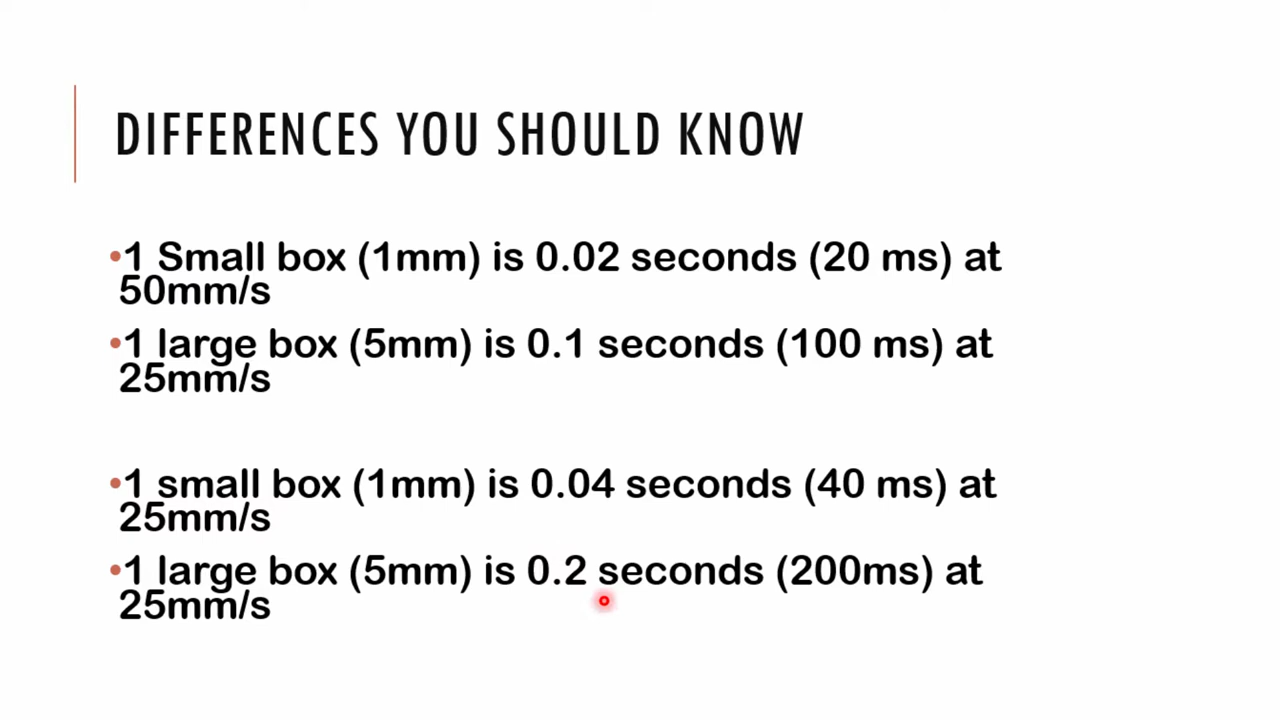 DIFFERENCES YOU SHOULD KNOW
•1 Small box (1mm) is 0.02 seconds (20 ms) at
50mm/s
•1 large box (5mm) is 0.1 seconds (100 ms) at
25mm/s
•1 small box (1mm) is 0.04 seconds (40 ms) at
25mm/s
•1 large box (5mm) is 0.2 seconds (200ms) at
25mm/s